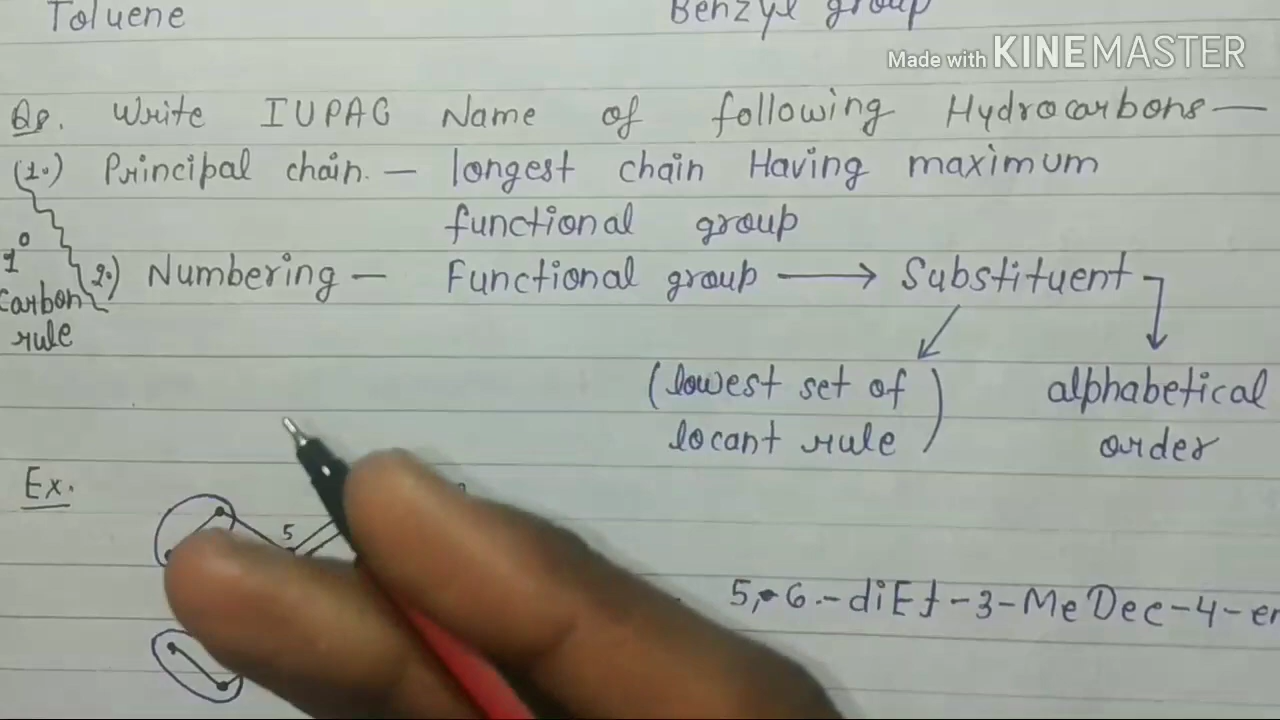 Toluene Benzyl group
Made with KINEMASTER
Qs. Write IUPAC Name of following Hydrocarbons—
(1.) Principal chain. — longest chain Having maximum
functional group
1⁰ carbon rule
2.) Numbering — Functional group ⟶ Substituent
(lowest set of locant rule)
alphabetical order
Ex.
5
5,-6.-diEt-3-MeDec-4-en